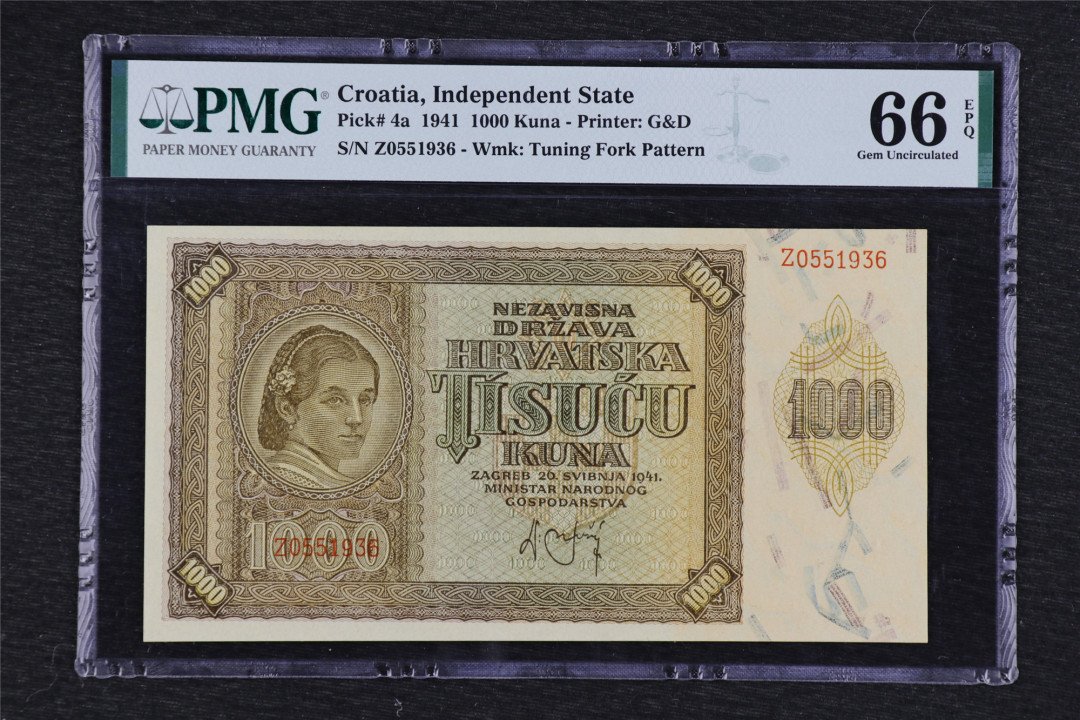 PMG®
PAPER MONEY GUARANTY
Croatia, Independent State
Pick# 4a 1941 1000 Kuna - Printer: G&D
S/N Z0551936 - Wmk: Tuning Fork Pattern
66
EPQ
Gem Uncirculated
1000
1000
Z0551936
NEZAVISNA
DRŽAVA
HRVATSKA
TISUĆU
KUNA
ZAGREB 26. SVIBNJA 1941.
MINISTAR NARODNOG
GOSPODARSTVA
1000
1000
Z0551936
1000
1000